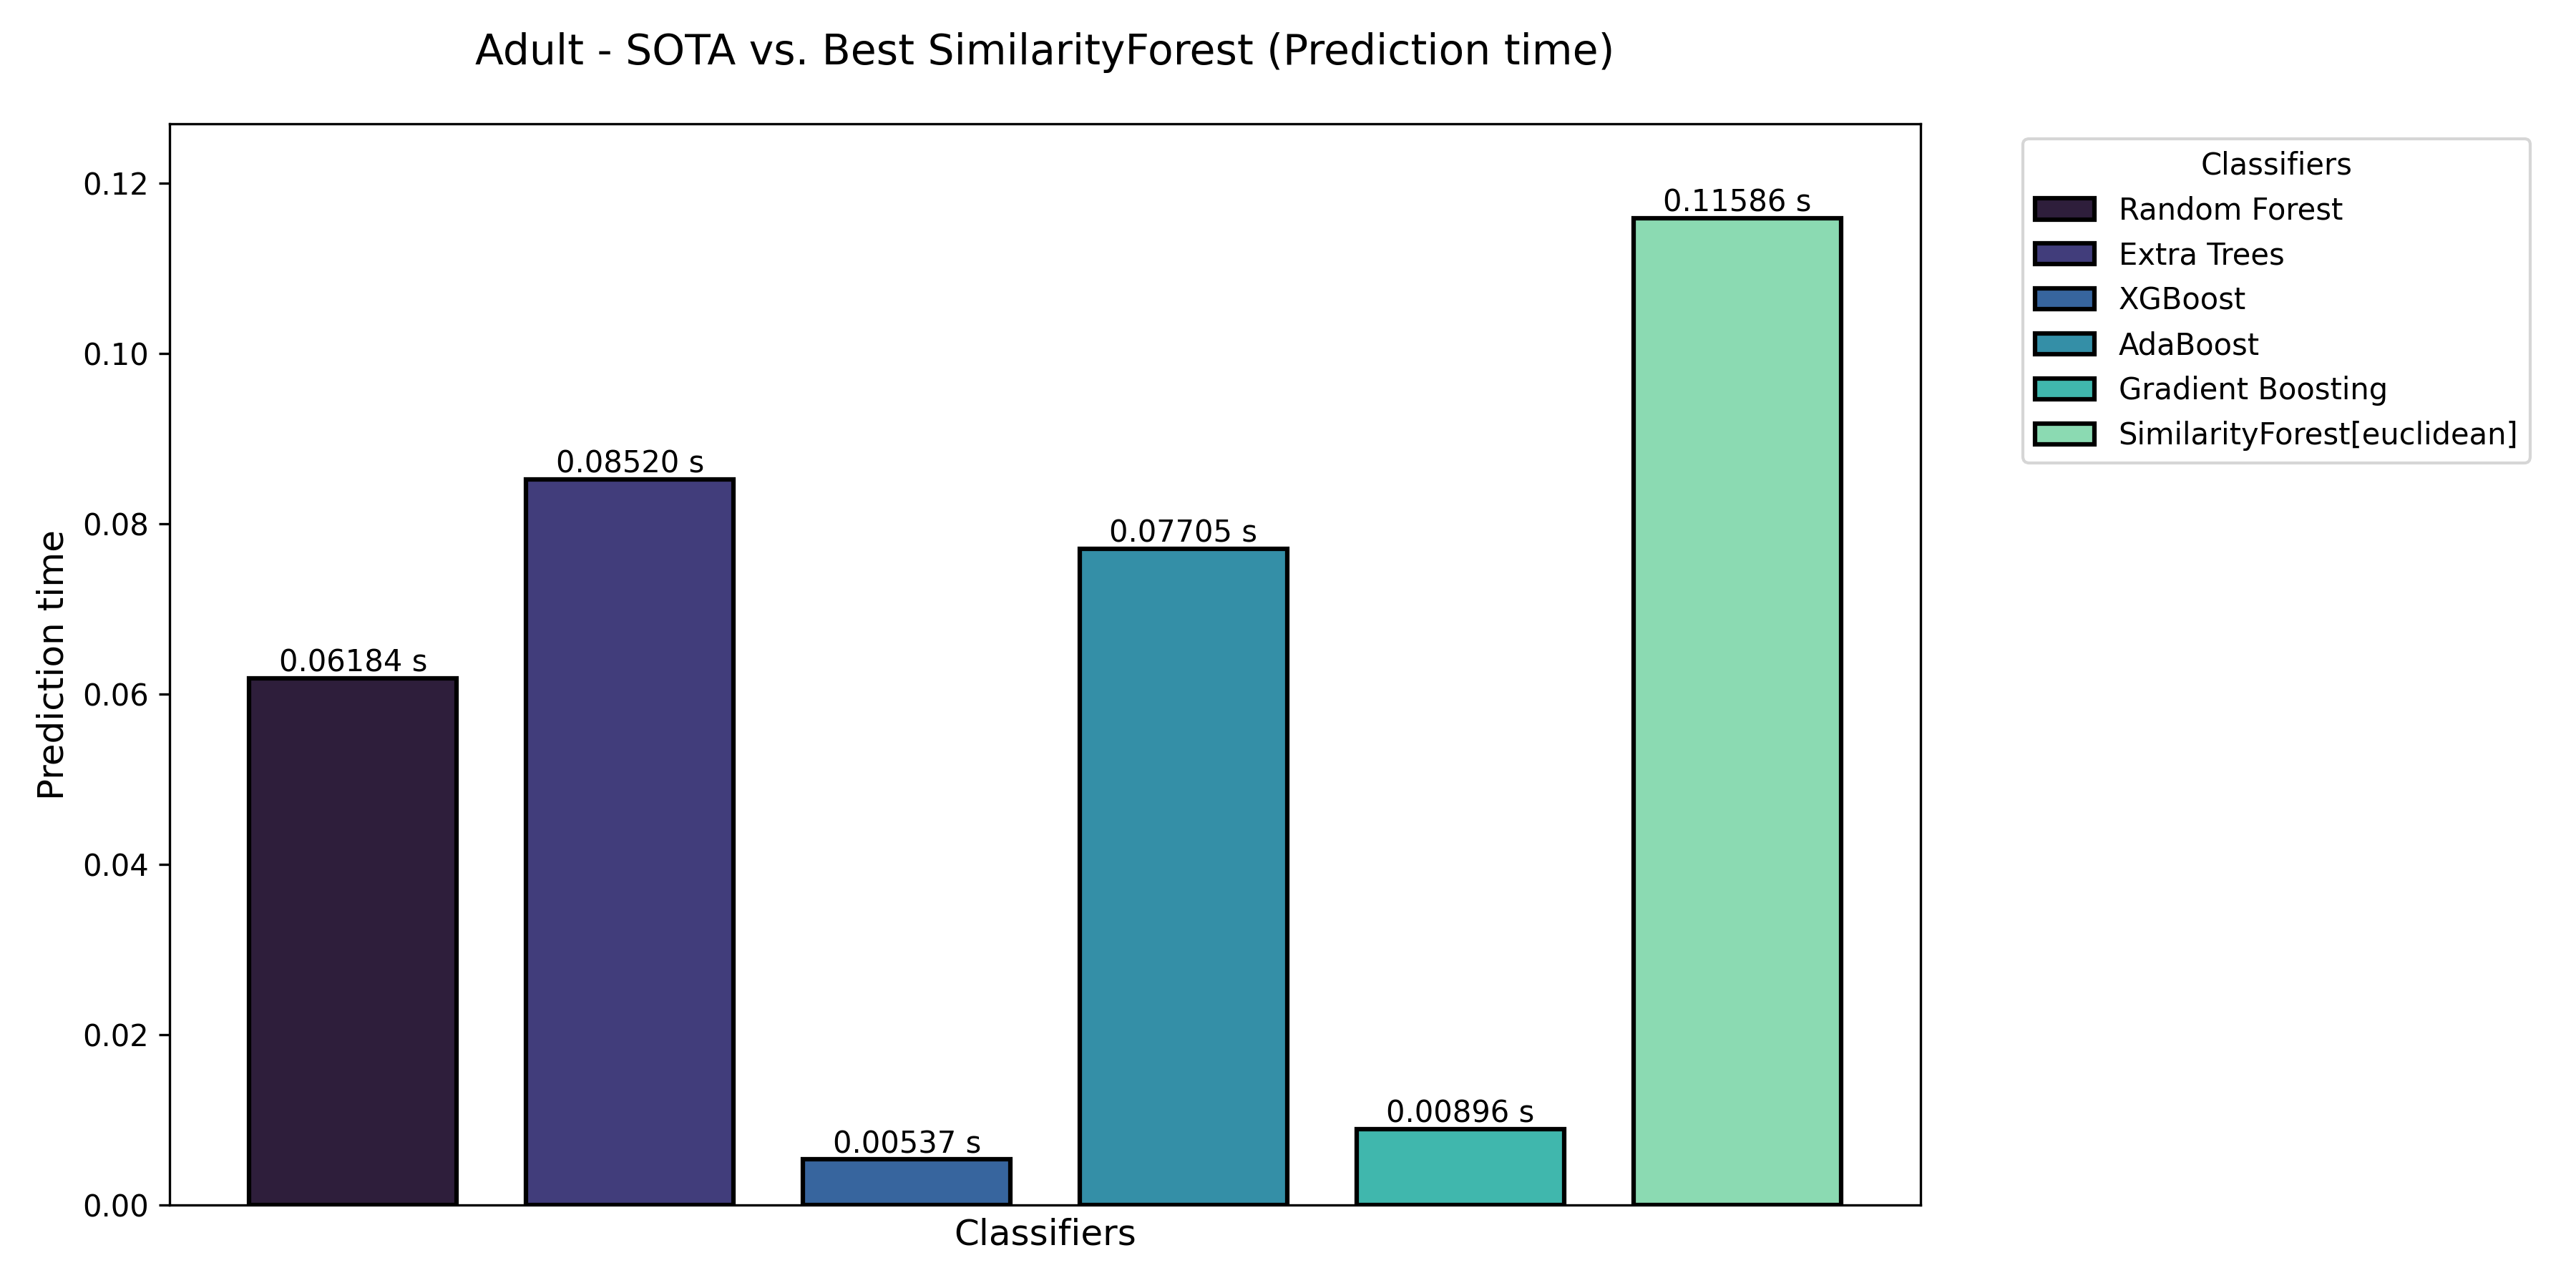 Adult - SOTA vs. Best SimilarityForest (Prediction time)
Prediction time
0.12
0.10
0.08
0.06
0.04
0.02
0.00
0.06184 s
0.08520 s
0.00537 s
0.07705 s
0.00896 s
0.11586 s
Classifiers
Classifiers
Random Forest
Extra Trees
XGBoost
AdaBoost
Gradient Boosting
SimilarityForest[euclidean]